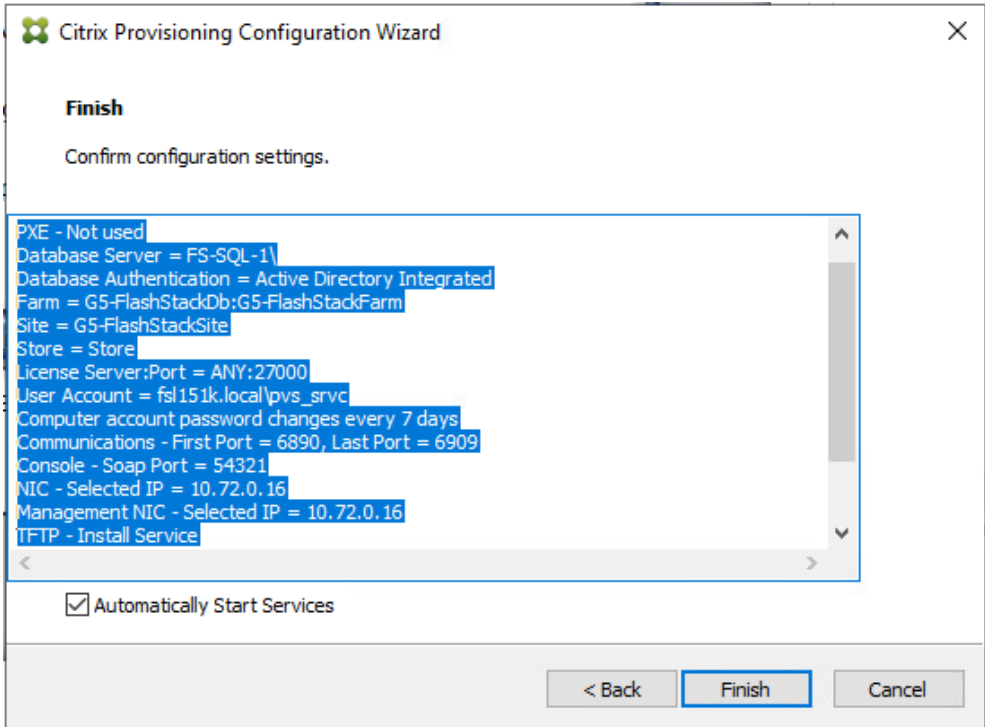 Citrix Provisioning Configuration Wizard
Finish
Confirm configuration settings.
PXE - Not used
Database Server = FS-SQL-1\
Database Authentication = Active Directory Integrated
Farm = G5-FlashStackDb:G5-FlashStackFarm
Site = G5-FlashStackSite
Store = Store
License Server:Port = ANY:27000
User Account = fsl151k.local\pvs_srvc
Computer account password changes every 7 days
Communications - First Port = 6890, Last Port = 6909
Console - Soap Port = 54321
NIC - Selected IP = 10.72.0.16
Management NIC - Selected IP = 10.72.0.16
TFTP - Install Service
Automatically Start Services
< Back Finish Cancel